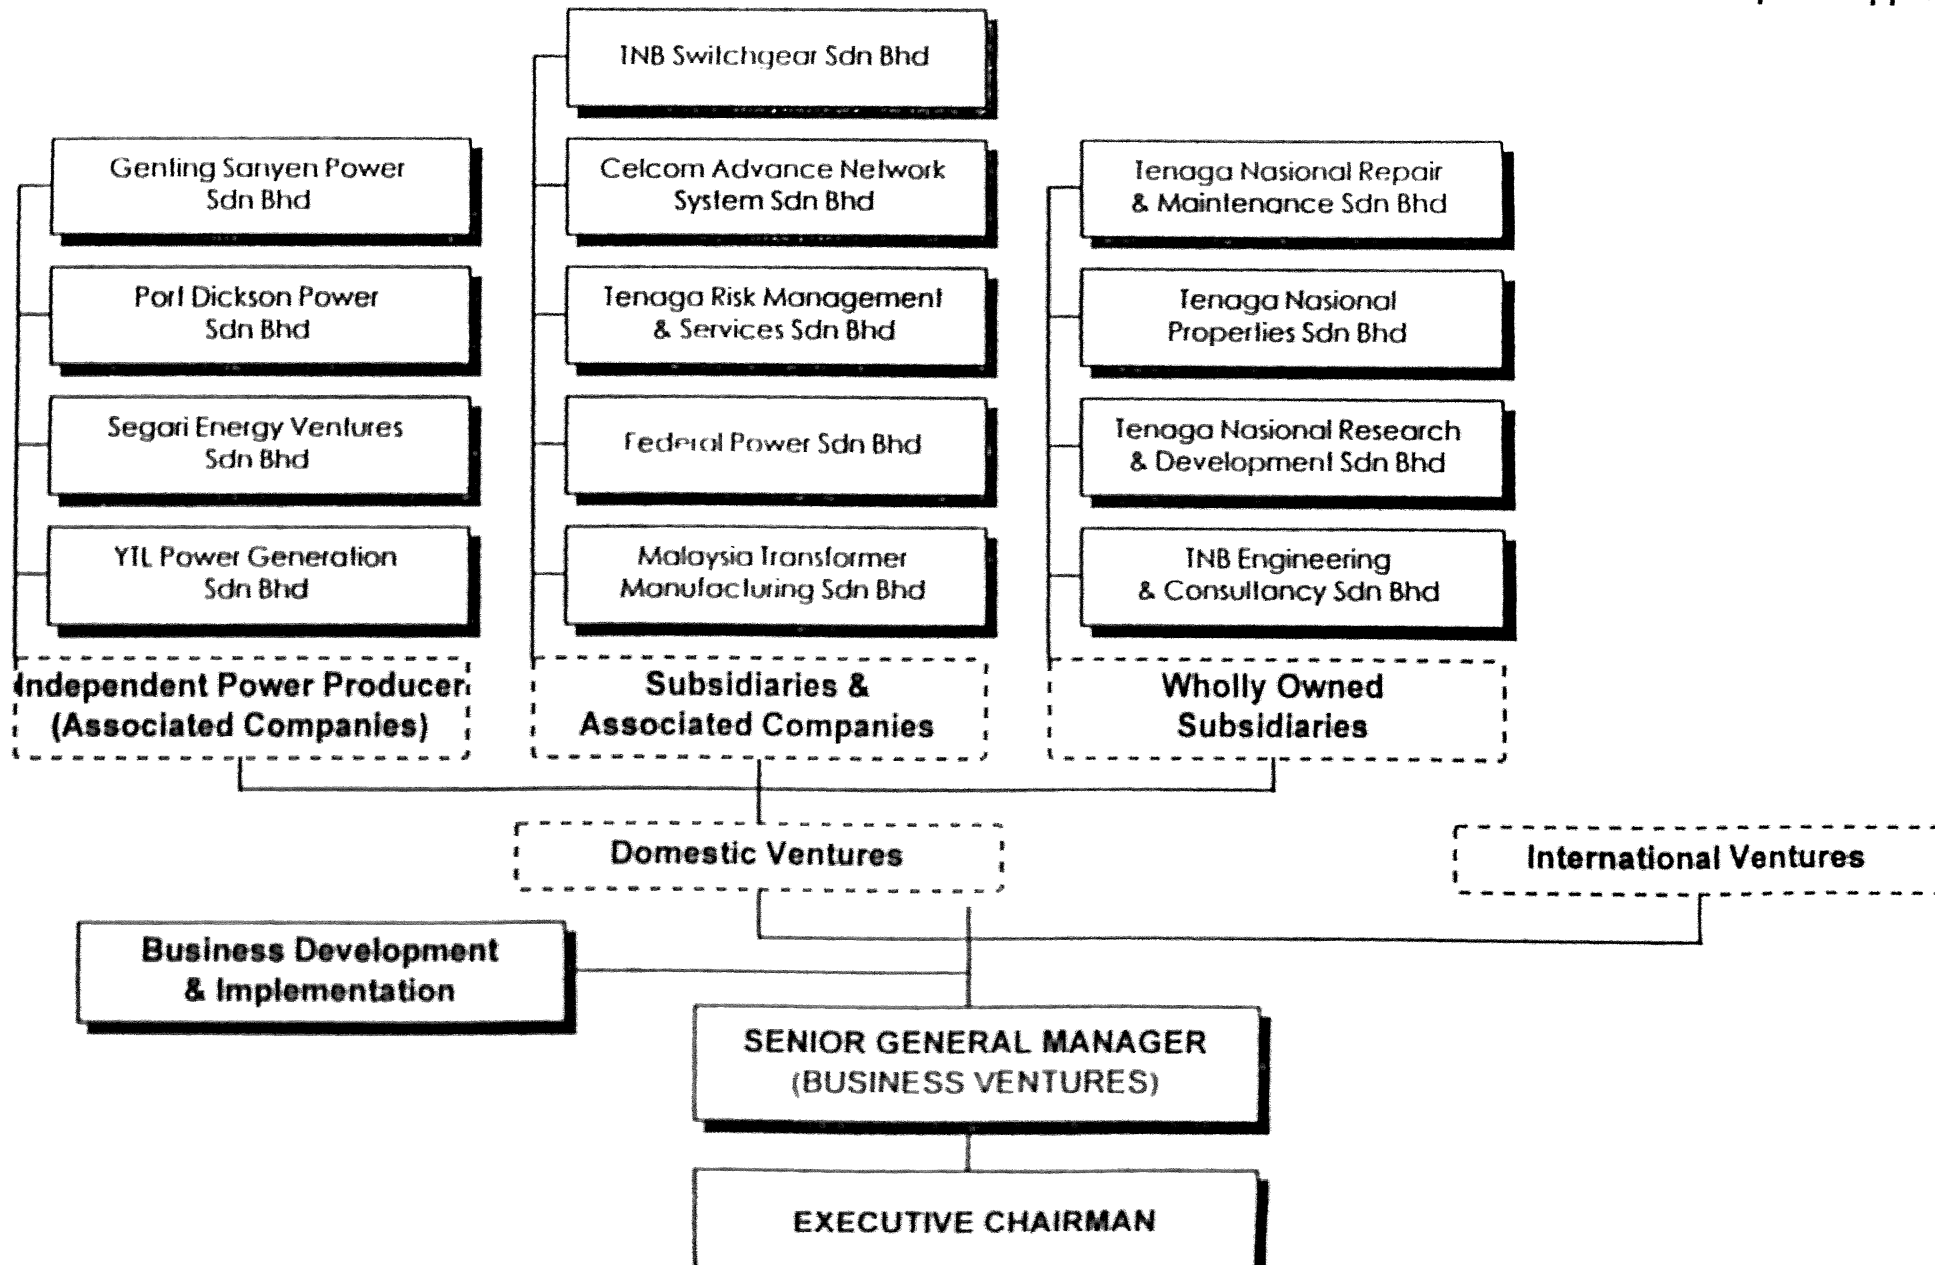 TNB Switchgear Sdn Bhd
Genting Sanyen Power
Sdn Bhd
Celcom Advance Network
System Sdn Bhd
Tenaga Nasional Repair
& Maintenance Sdn Bhd
Port Dickson Power
Sdn Bhd
Tenaga Risk Management
& Services Sdn Bhd
Tenaga Nasional
Properties Sdn Bhd
Segari Energy Ventures
Sdn Bhd
Federal Power Sdn Bhd
Tenaga Nasional Research
& Development Sdn Bhd
YTL Power Generation
Sdn Bhd
Malaysia Transformer
Manufacturing Sdn Bhd
TNB Engineering
& Consultancy Sdn Bhd
Independent Power Producer
(Associated Companies)
Subsidiaries &
Associated Companies
Wholly Owned
Subsidiaries
Domestic Ventures
International Ventures
Business Development
& Implementation
SENIOR GENERAL MANAGER
(BUSINESS VENTURES)
EXECUTIVE CHAIRMAN